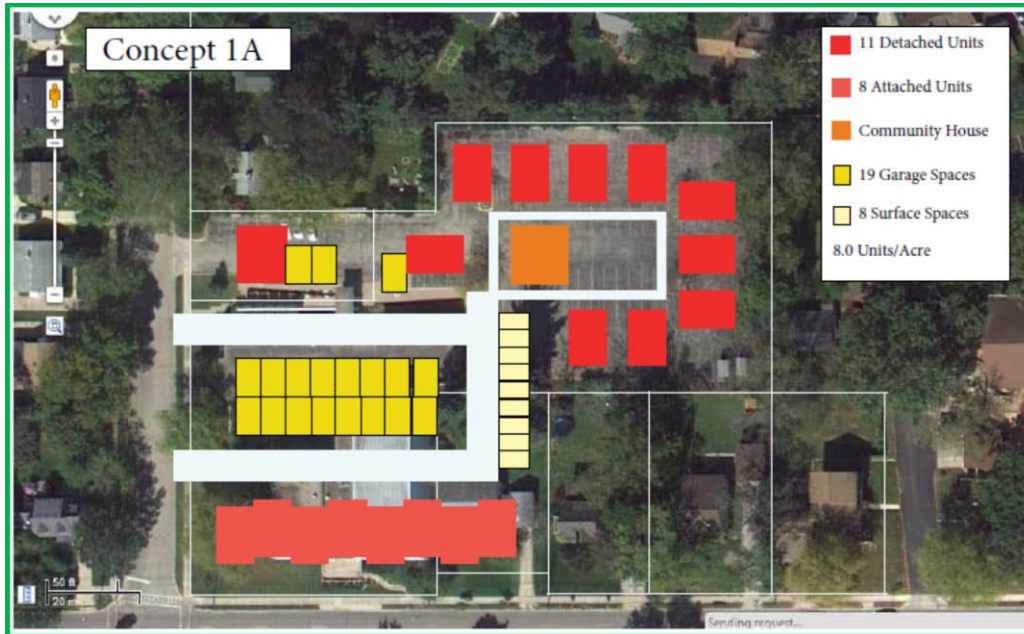 Concept 1A
11 Detached Units
8 Attached Units
Community House
19 Garage Spaces
8 Surface Spaces
8.0 Units/Acre
50 ft
20 m
Sending request...